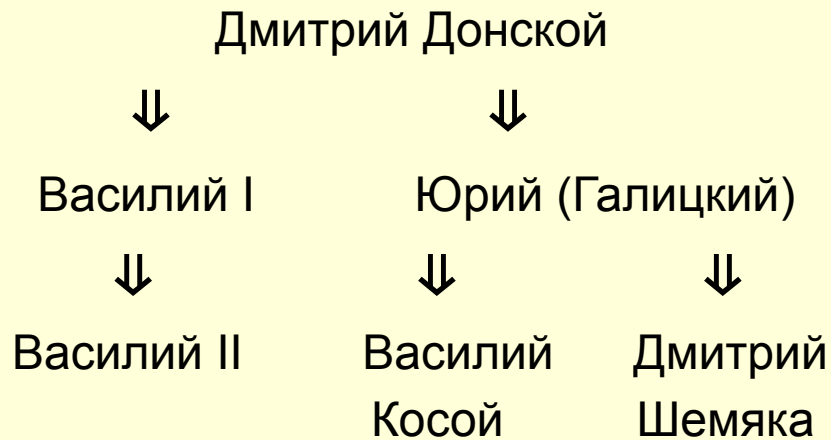 Дмитрий Донской
⇓ ⇓
Василий I Юрий (Галицкий)
⇓ ⇓ ⇓
Василий II Василий Дмитрий
Косой Шемяка